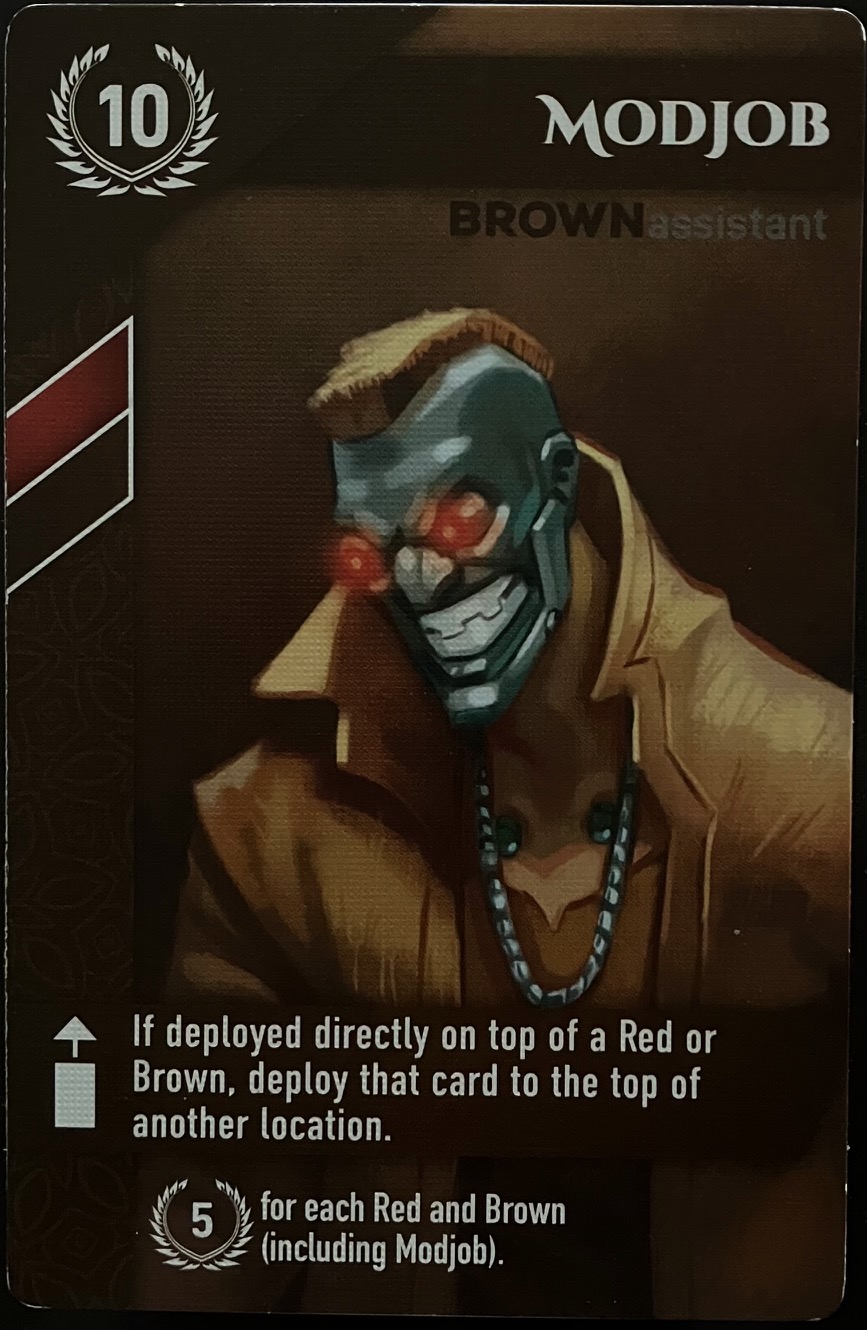 10
MODJOB
BROWNassistant
If deployed directly on top of a Red or
Brown, deploy that card to the top of
another location.
5 for each Red and Brown
(including Modjob).